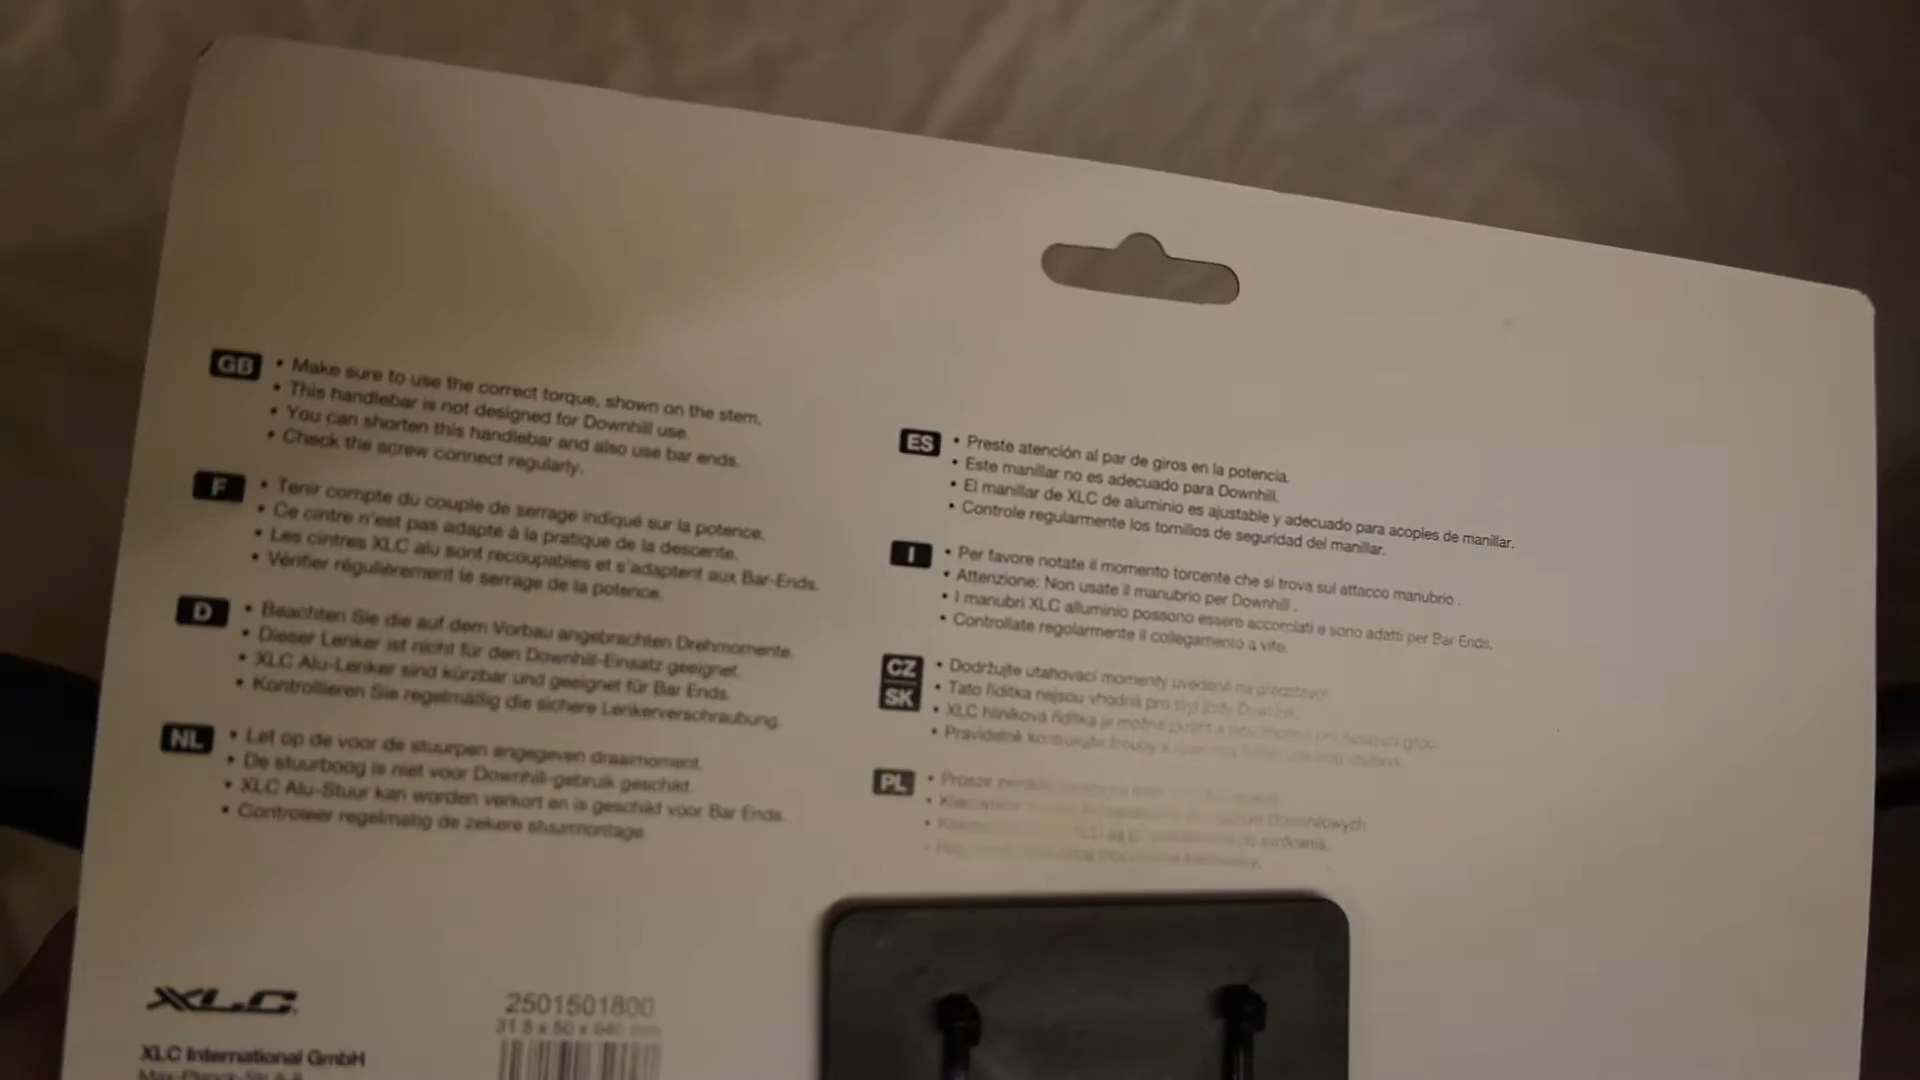 GB
• Make sure to use the correct torque, shown on the stem.
• This handlebar is not designed for Downhill use.
• You can shorten this handlebar and also use bar ends.
• Check the screw connect regularly.
F
• Tenir compte du couple de serrage indiqué sur la potence.
• Ce cintre n'est pas adapté à la pratique de la descente.
• Les cintres XLC alu sont recoupables et s'adaptent aux Bar-Ends.
• Vérifier régulièrement le serrage de la potence.
D
• Beachten Sie die auf dem Vorbau angebrachten Drehmomente.
• Dieser Lenker ist nicht für den Downhill-Einsatz geeignet.
• XLC Alu-Lenker sind kürzbar und geeignet für Bar Ends.
• Kontrollieren Sie regelmäßig die sichere Lenkerverschraubung.
NL
• Let op de voor de stuurpen angegeven draaimoment.
• De stuurboog is niet voor Downhill-gebruik geschikt.
• XLC Alu-Stuur kan worden verkort en is geschikt voor Bar Ends.
• Controleer regelmatig de zekere stuurmontage.
ES
• Preste atención al par de giros en la potencia.
• Este manillar no es adecuado para Downhill.
• El manillar de XLC de aluminio es ajustable y adecuado para acoples de manillar.
• Controle regularmente los tornillos de seguridad del manillar.
I
• Per favore notate il momento torcente che si trova sul attacco manubrio .
• Attenzione: Non usate il manubrio per Downhill .
• I manubri XLC alluminio possono essere accorciati e sono adatti per Bar Ends.
• Controllate regolarmente il collegamento a vite.
CZ
SK
• Dodržujte utahovací momenty uvedené na
• Tato řídítka nejsou vhodná pro styl jízdy
• XLC hliníková řídítka je možné
• Pravidelně kontrolujte šrouby
PL
• Prosze
XLC
2501501800
XLC International GmbH